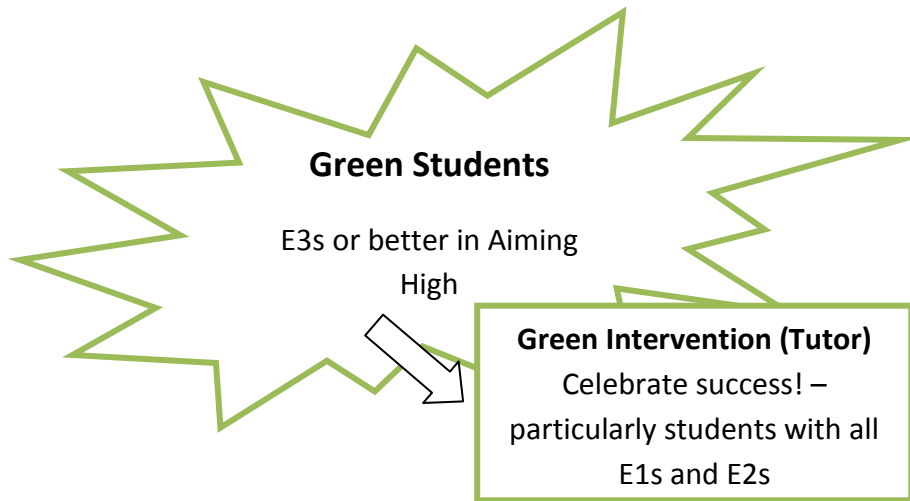 Green Students
E3s or better in Aiming
High
Green Intervention (Tutor)
Celebrate success! –
particularly students with all
E1s and E2s